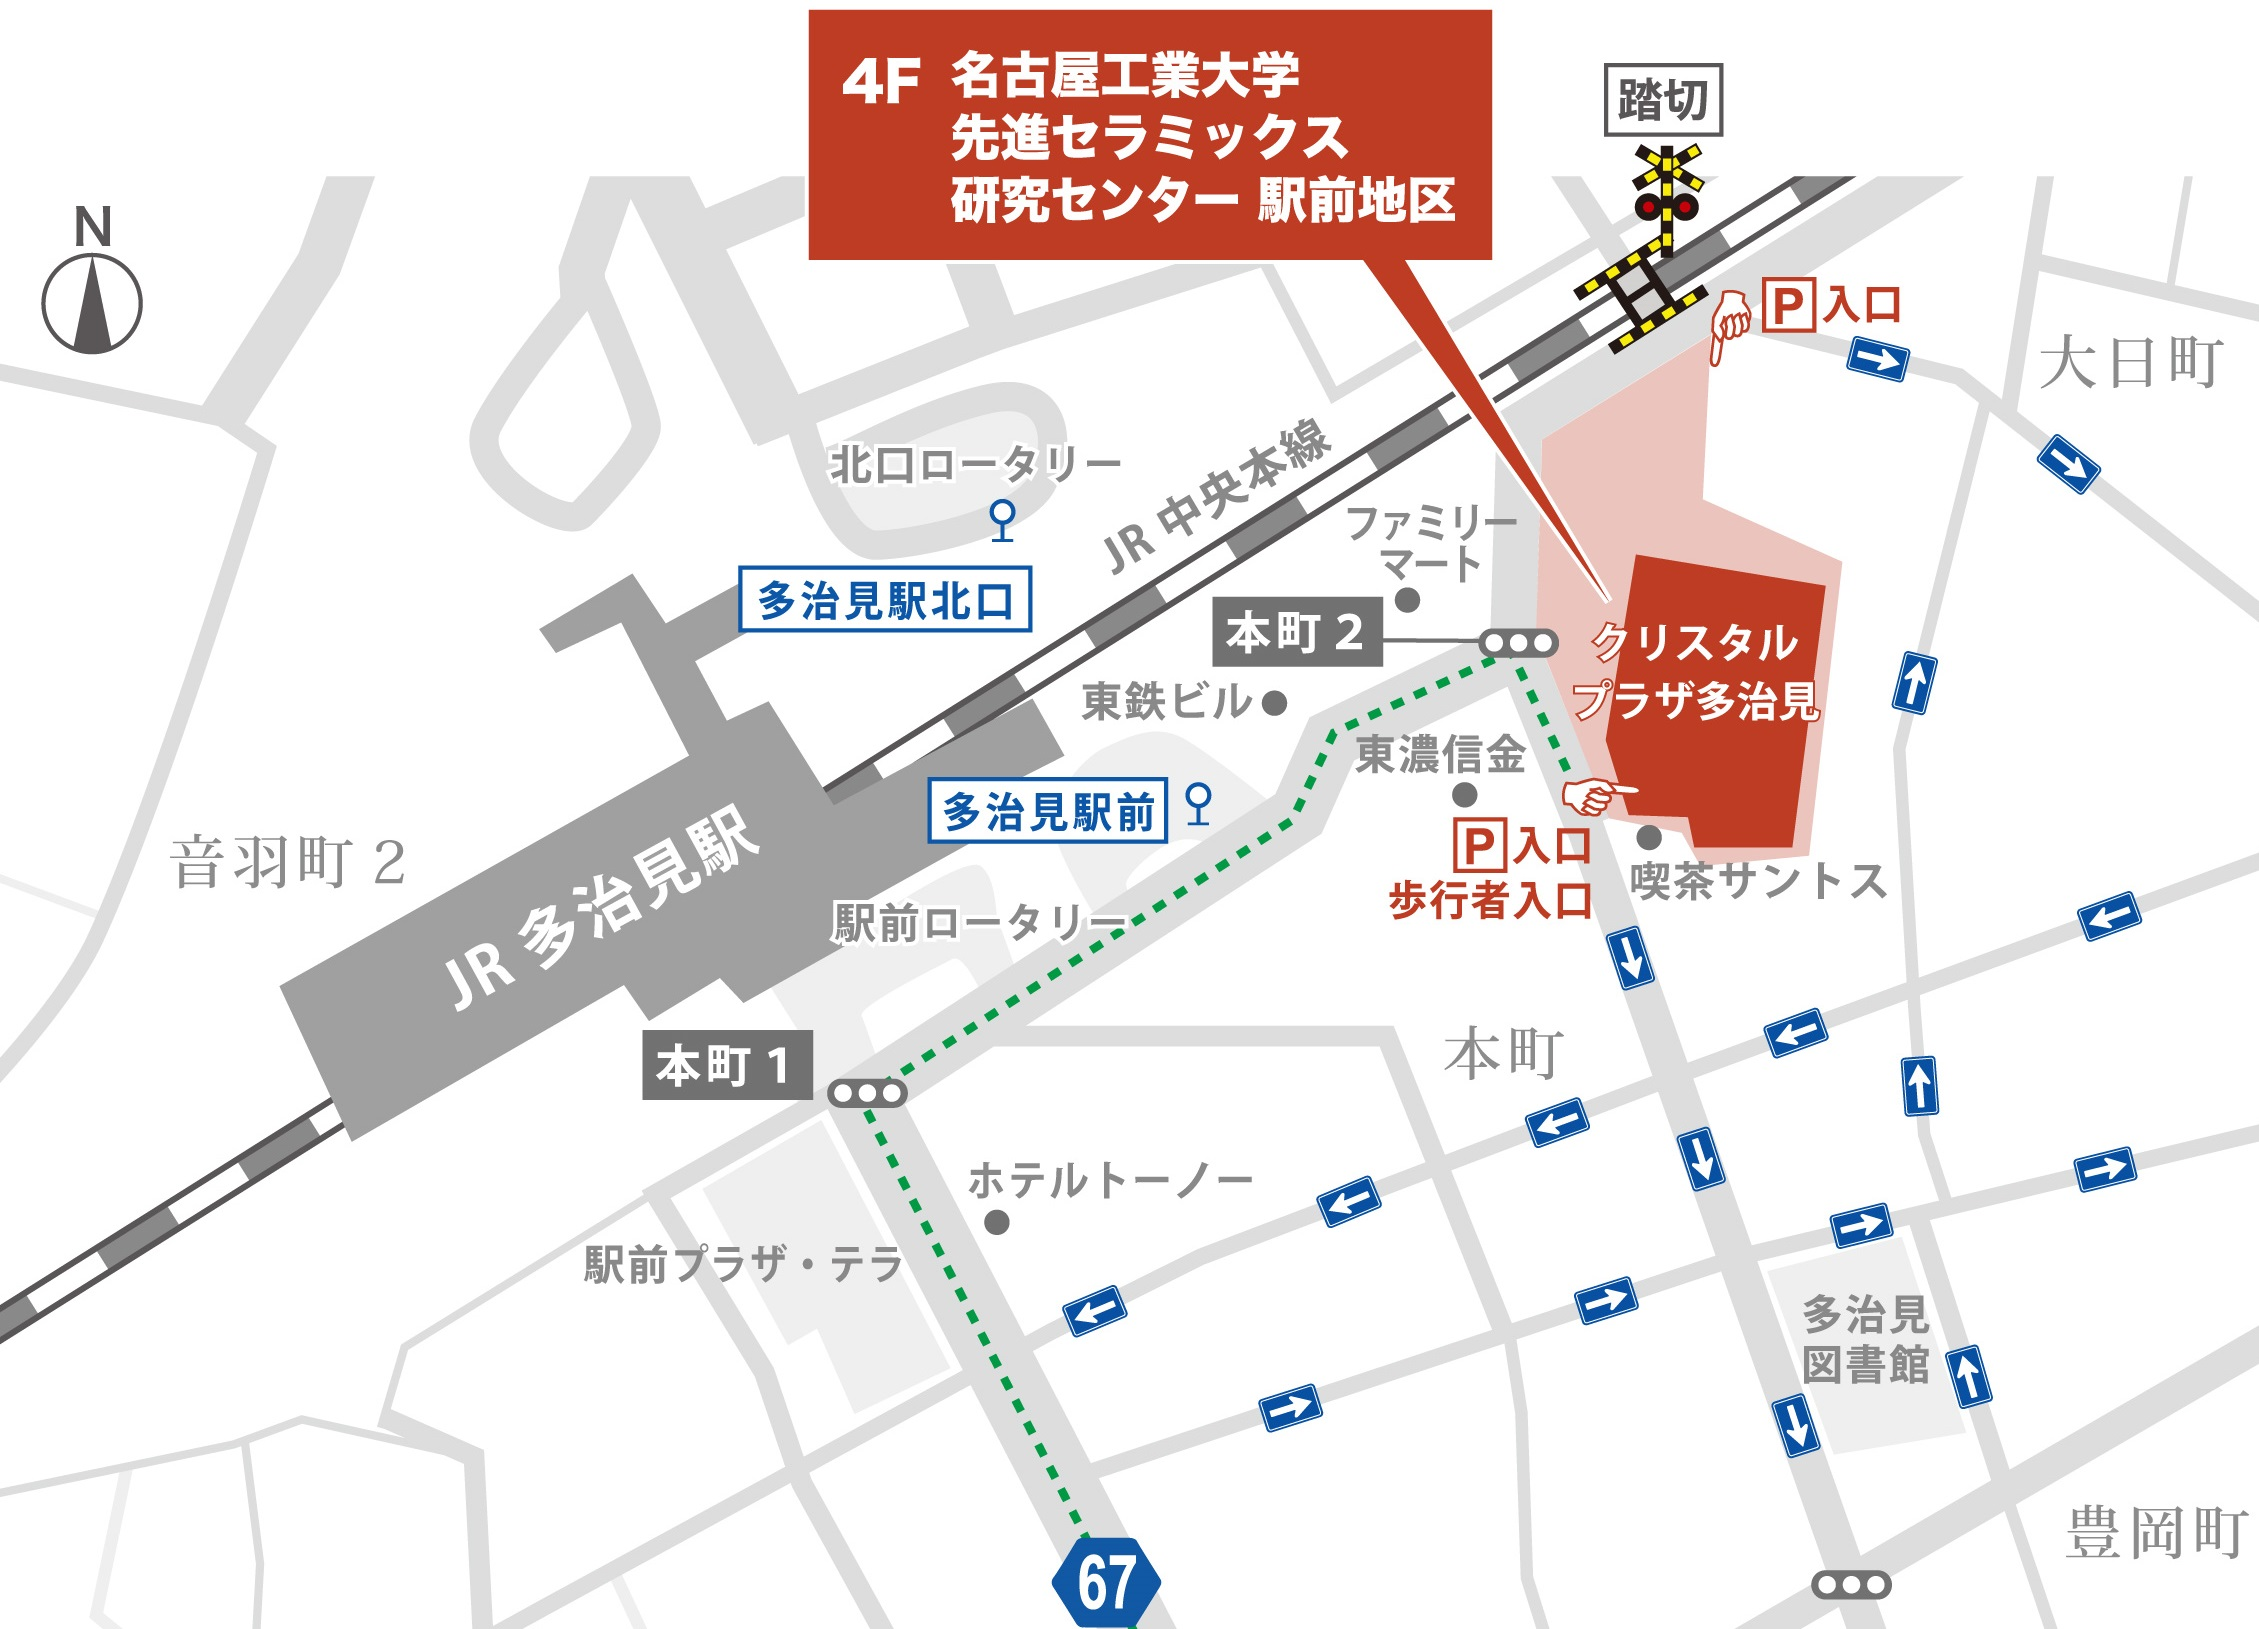 4F 名古屋工業大学
先進セラミックス
研究センター 駅前地区
踏切
N
P 入口
大日町
北口ロータリー
JR 中央本線
ファミリー
マート
多治見駅北口
本町 2
クリスタル
プラザ多治見
東鉄ビル
東濃信金
多治見駅前
音羽町 2
JR 多治見駅
P 入口
歩行者入口
喫茶サントス
駅前ロータリー
本町 1
本町
ホテルトーノー
駅前プラザ・テラ
多治見
図書館
豊岡町
67